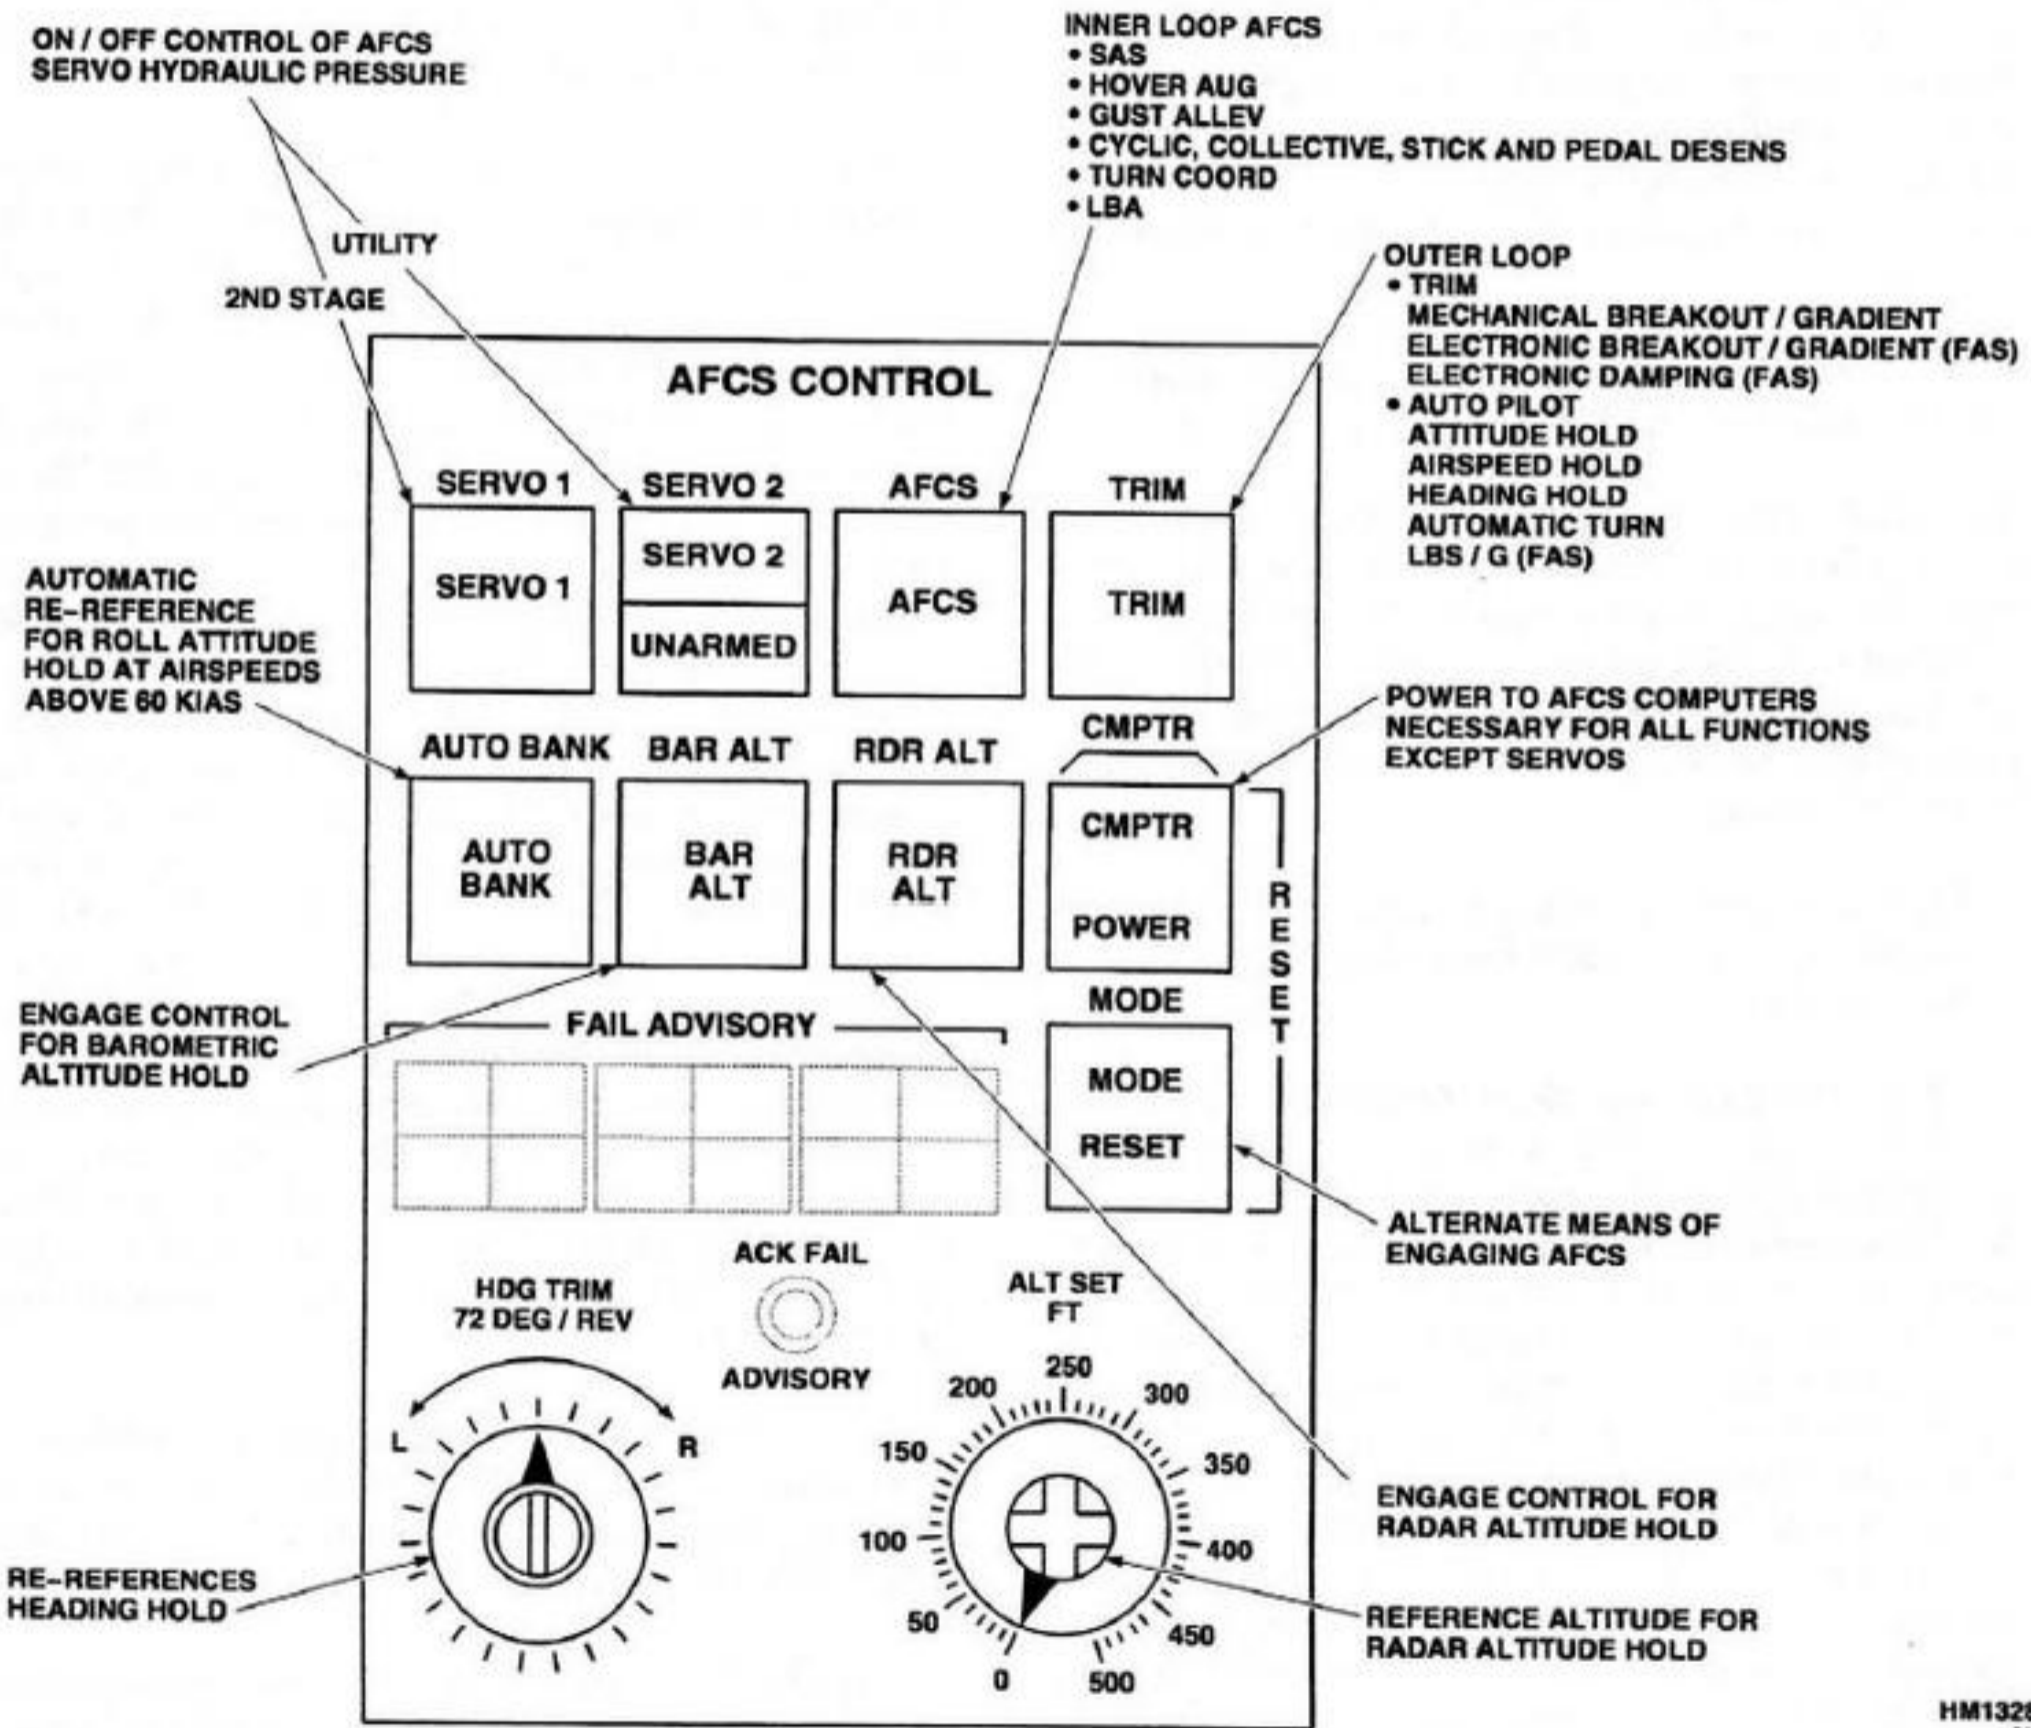 ON / OFF CONTROL OF AFCS
SERVO HYDRAULIC PRESSURE
INNER LOOP AFCS
• SAS
• HOVER AUG
• GUST ALLEV
• CYCLIC, COLLECTIVE, STICK AND PEDAL DESENS
• TURN COORD
• LBA
UTILITY
2ND STAGE
OUTER LOOP
• TRIM
MECHANICAL BREAKOUT / GRADIENT
ELECTRONIC BREAKOUT / GRADIENT (FAS)
ELECTRONIC DAMPING (FAS)
• AUTO PILOT
ATTITUDE HOLD
AIRSPEED HOLD
HEADING HOLD
AUTOMATIC TURN
LBS / G (FAS)
AFCS CONTROL
SERVO 1
SERVO 2
AFCS
TRIM
SERVO 1
SERVO 2
UNARMED
AFCS
TRIM
AUTOMATIC
RE-REFERENCE
FOR ROLL ATTITUDE
HOLD AT AIRSPEEDS
ABOVE 60 KIAS
POWER TO AFCS COMPUTERS
NECESSARY FOR ALL FUNCTIONS
EXCEPT SERVOS
AUTO BANK
BAR ALT
RDR ALT
CMPTR
AUTO
BANK
BAR
ALT
RDR
ALT
CMPTR
POWER
RESET
ENGAGE CONTROL
FOR BAROMETRIC
ALTITUDE HOLD
FAIL ADVISORY
MODE
MODE
RESET
ALTERNATE MEANS OF
ENGAGING AFCS
HDG TRIM
72 DEG / REV
ACK FAIL
ADVISORY
ALT SET
FT
L
R
0
50
100
150
200
250
300
350
400
450
500
RE-REFERENCES
HEADING HOLD
ENGAGE CONTROL FOR
RADAR ALTITUDE HOLD
REFERENCE ALTITUDE FOR
RADAR ALTITUDE HOLD